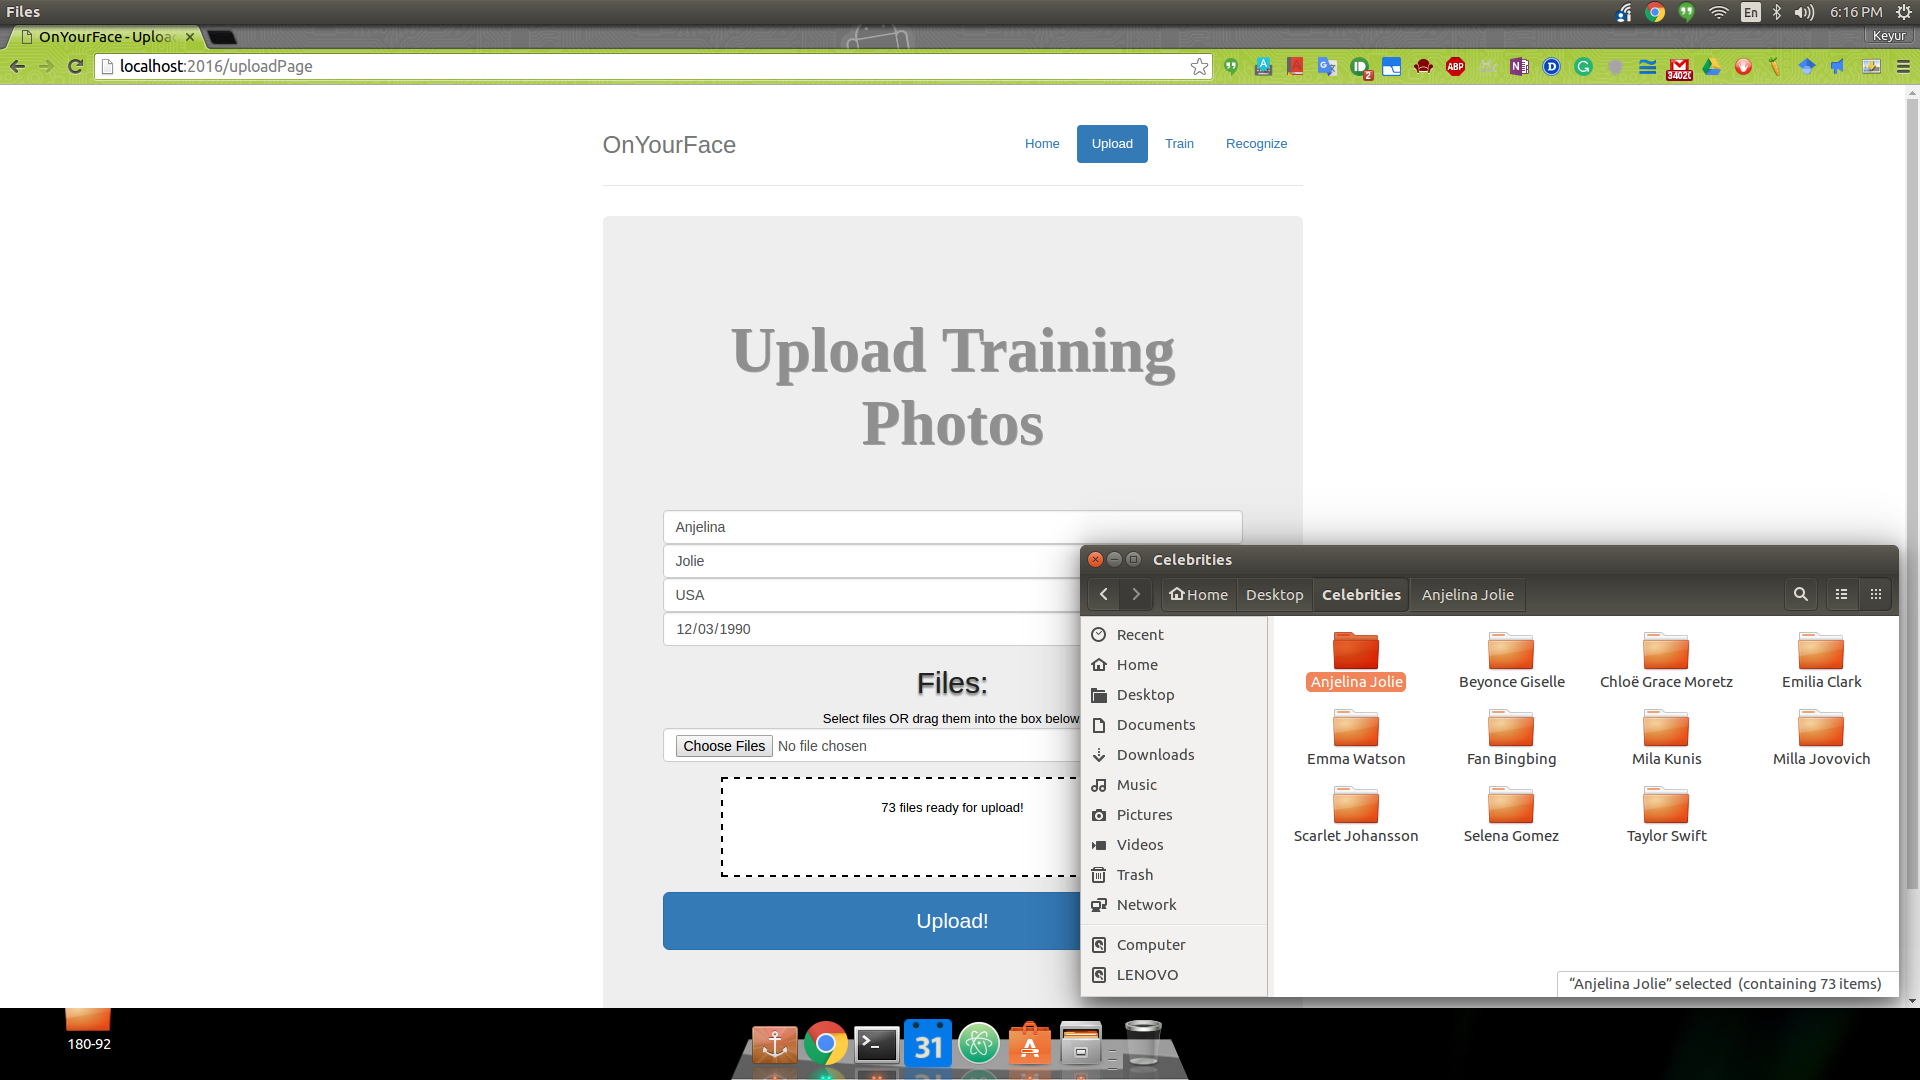 Files
En
6:16 PM
OnYourFace - Uploa
Keyur
localhost:2016/uploadPage
ABP
2
34020
OnYourFace
Home
Upload
Train
Recognize
Upload Training
Photos
Anjelina
Jolie
USA
12/03/1990
Files:
Select files OR drag them into the box below
Choose Files No file chosen
73 files ready for upload!
Upload!
Celebrities
Home
Desktop
Celebrities
Anjelina Jolie
Recent
Home
Desktop
Documents
Downloads
Music
Pictures
Videos
Trash
Network
Computer
LENOVO
Anjelina Jolie
Beyonce Giselle
Chloë Grace Moretz
Emilia Clark
Emma Watson
Fan Bingbing
Mila Kunis
Milla Jovovich
Scarlet Johansson
Selena Gomez
Taylor Swift
“Anjelina Jolie” selected (containing 73 items)
180-92
31